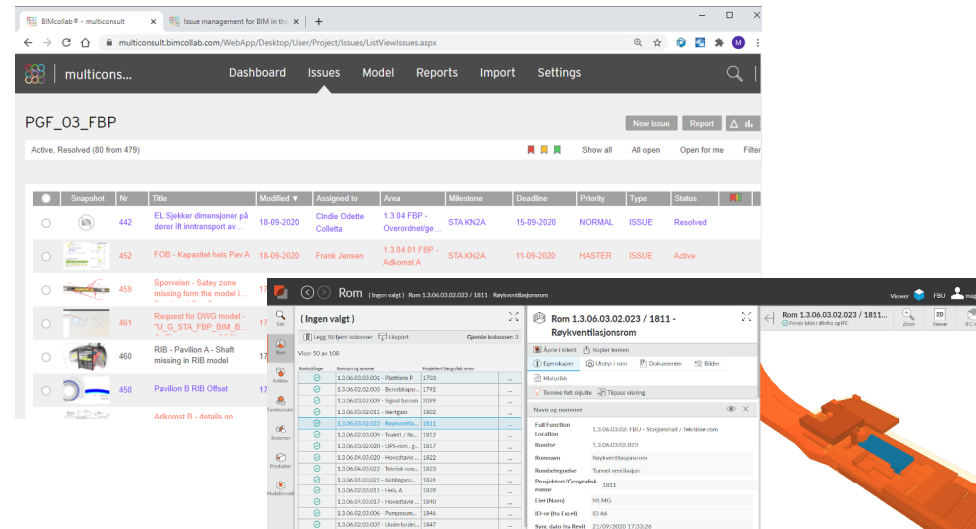 BIMcollab® - multiconsult
Issue management for BIM in the
multiconsult.bimcollab.com/WebApp/Desktop/User/Project/Issues/ListViewIssues.aspx
M
multicons...
Dashboard Issues Model Reports Import Settings
PGF_03_FBP
New issue Report
Active, Resolved (80 from 479)
Show all All open Open for me Filter
Snapshot Nr Title Modified ▼ Assigned to Area Milestone Deadline Priority Type Status
442 EL Sjekker dimensjoner på dører ift inntransport av... 18-09-2020 Cindie Odette Colletta 1.3.04 FBP - Overordnet/ge... STA KN2A 15-09-2020 NORMAL ISSUE Resolved
452 FOB - Kapasitet heis Pav A 18-09-2020 Frank Jensen 1.3.04.01 FBP - Adkomst A STA KN2A 11-09-2020 HASTER ISSUE Active
459 Sporveien - Satey zone missing form the model i... 17
461 Request for DWG model - "U_G_STA_FBP_BIM_B... 17
460 RIB - Pavilion A - Shaft missing in RIB model 17
450 Pavilion B RIB Offset 17
Adkomst B - details on
Rom (Ingen valgt) Rom 1.3.06.03.02.023 / 1811 - Røykventilasjonsrom
Viewer FBU
Søk
Rom
Artikler
Systemer
Produkter
( Ingen valgt )
Legg til/fjern kolonner Eksport Gjemte kolonner: 3
Viser 50 av 108
1.3.06.03.03.001 - Plattform P 1703 ...
1.3.06.02.02.003 - Beredskapsr... 1792 ...
1.3.06.03.02.009 - Signal forrom 2099 ...
1.3.06.03.02.011 - Inertgass 1802 ...
1.3.06.03.02.023 - Røykventila... 1811 ...
1.3.06.02.03.005 - Toalett / Re... 1812 ...
1.3.06.03.02.020 - UPS-rom , g... 1817 ...
1.3.06.04.03.020 - Hovedtavle ... 1822 ...
1.3.06.04.03.022 - Teknisk rom... 1823 ...
1.3.06.04.03.021 - Koblingsro... 1824 ...
1.3.06.02.03.011 - Heis, A 1839 ...
1.3.06.04.03.017 - Hovedtavle ... 1840 ...
1.3.06.02.03.006 - Pumpesum... 1846 ...
1.3.06.02.03.007 - Underfordel... 1847 ...
Rom 1.3.06.03.02.023 / 1811 -
Røykventilasjonsrom
Åpne i klient Kopier lenken
Egenskaper Utstyr i rom Dokumenter Bilder
Historikk
Tomme felt skjulte Tilpass visning
Navn og nummer
Full Function Location 1.3.06.03.02: FBU - Stasjonshall / Tekniske rom
Romnr 1.3.06.03.02.023
Romnavn Røykventilasjonsrom
Rombetegnelse Tunnel ventilasjon
Prosjektert/Geografisk romnr 1811
Eier (Navn) MLMG
ID-nr (fra Excel) ID 66
Sync. dato fra Revit 21/09/2020 17:33:26
Rom 1.3.06.03.02.023 / 1811...
Finnes både i dRofus og IFC
Zoom
2D
Viewer